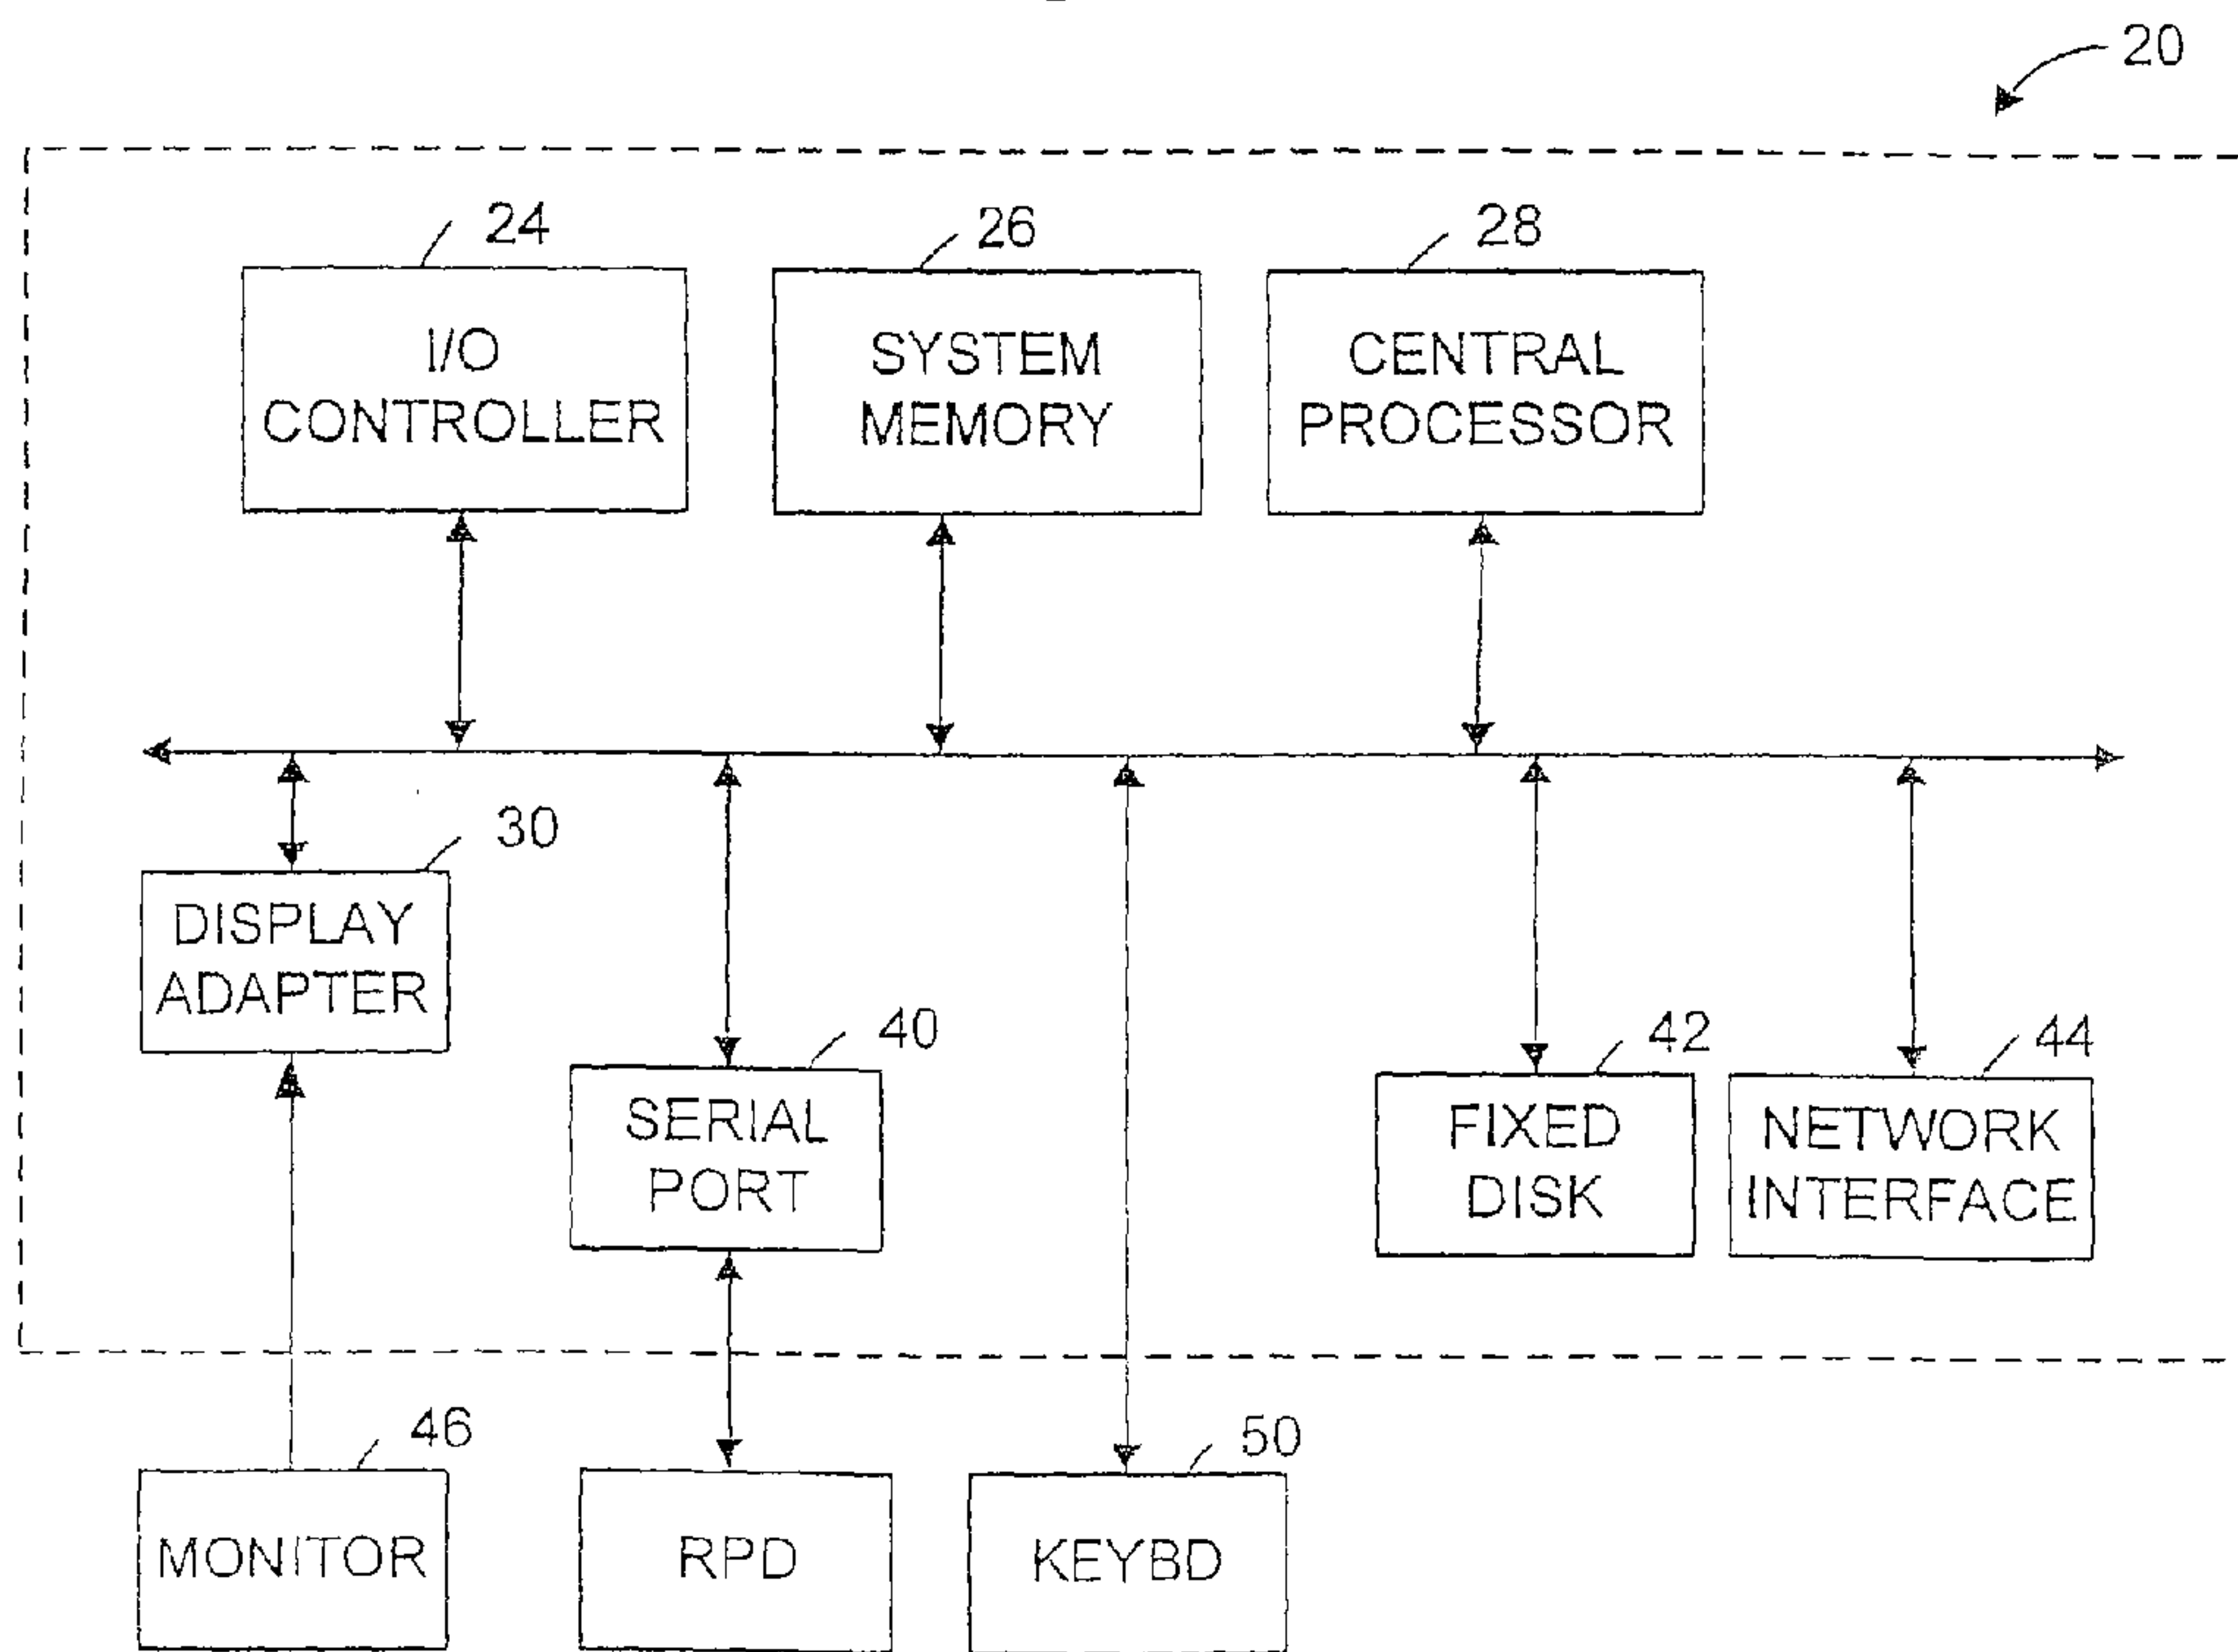 20
24
26
28
I/O
CONTROLLER
SYSTEM
MEMORY
CENTRAL
PROCESSOR
30
DISPLAY
ADAPTER
40
SERIAL
PORT
42
FIXED
DISK
44
NETWORK
INTERFACE
46
MONITOR
RPD
50
KEYBD